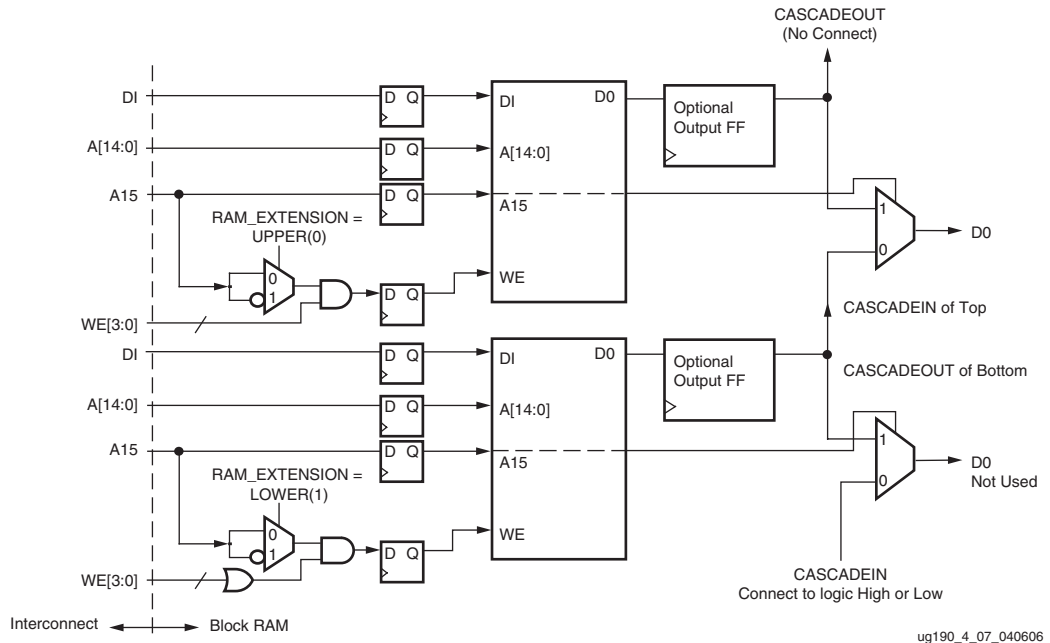 CASCADEOUT
(No Connect)
DI
D Q
DI
D0
Optional
Output FF
A[14:0]
D Q
A[14:0]
A15
D Q
A15
1
D0
RAM_EXTENSION =
UPPER(0)
0
0
1
WE
D Q
CASCADEIN of Top
WE[3:0]
DI
D Q
DI
D0
Optional
Output FF
CASCADEOUT of Bottom
A[14:0]
D Q
A[14:0]
A15
D Q
A15
1
D0
Not Used
RAM_EXTENSION =
LOWER(1)
0
0
1
WE
D Q
WE[3:0]
CASCADEIN
Connect to logic High or Low
Interconnect
Block RAM
ug190_4_07_040606